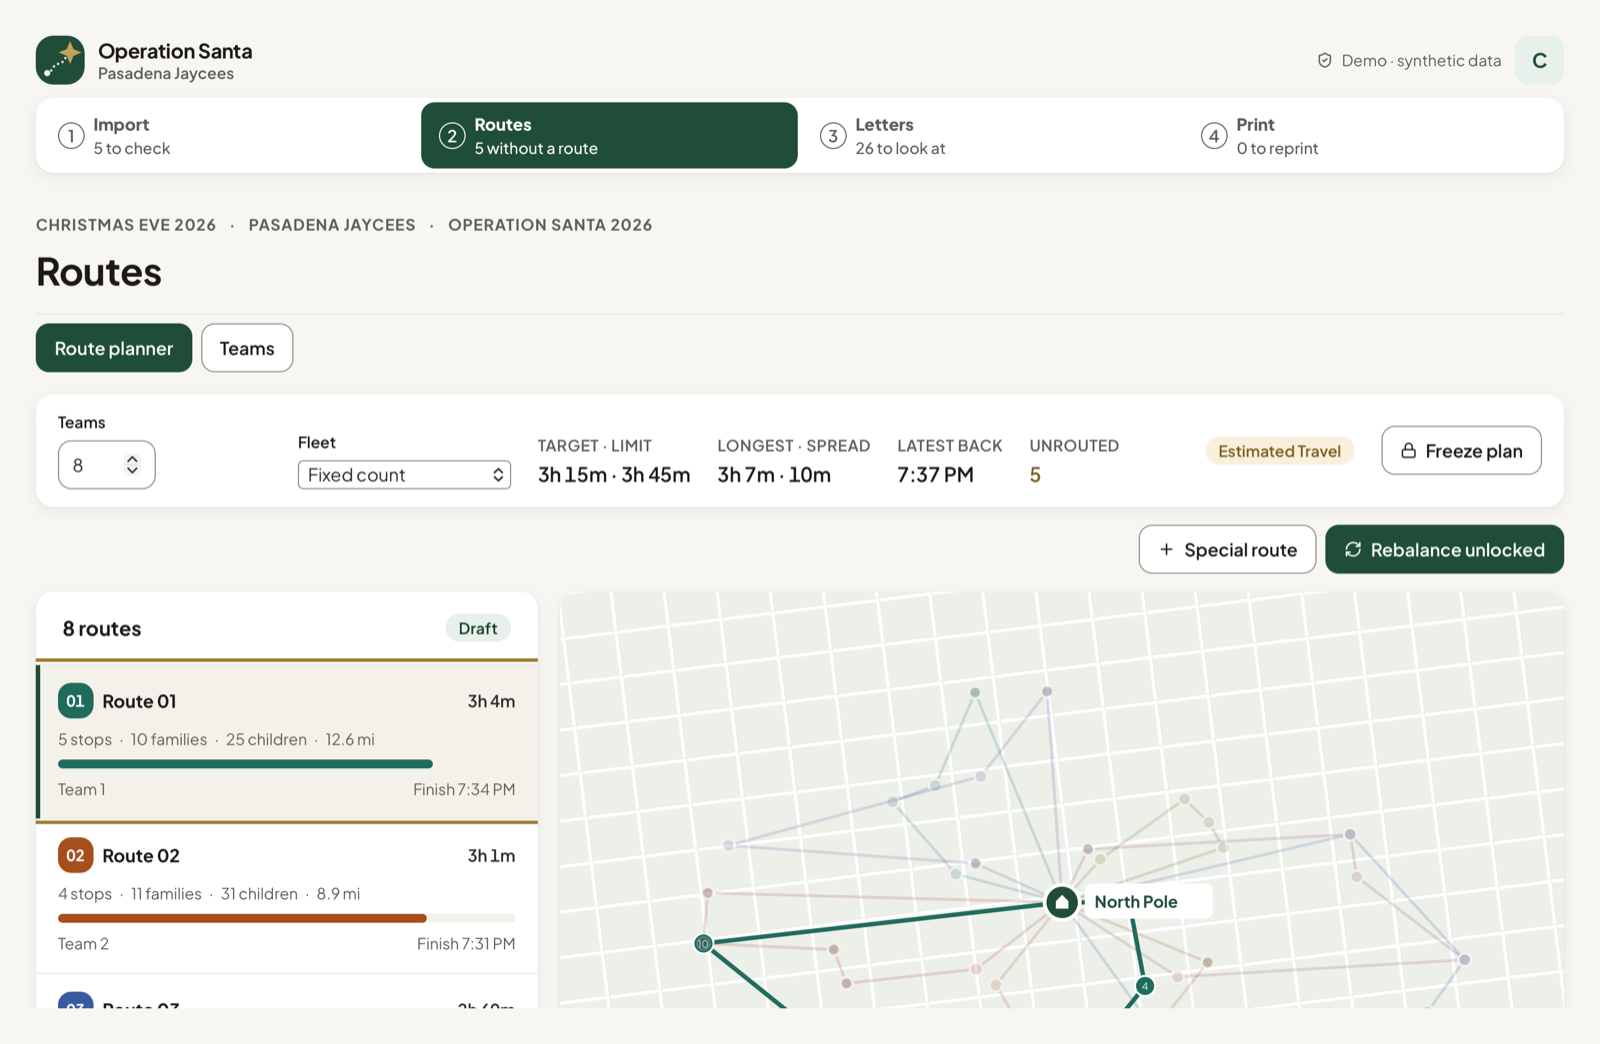 Operation Santa
Pasadena Jaycees
Demo · synthetic data
C
1
Import
5 to check
2
Routes
5 without a route
3
Letters
26 to look at
4
Print
0 to reprint
CHRISTMAS EVE 2026 · PASADENA JAYCEES · OPERATION SANTA 2026
Routes
Route planner
Teams
Teams
8
Fleet
Fixed count
TARGET · LIMIT
3h 15m · 3h 45m
LONGEST · SPREAD
3h 7m · 10m
LATEST BACK
7:37 PM
UNROUTED
5
Estimated Travel
Freeze plan
+ Special route
Rebalance unlocked
8 routes
Draft
01 Route 01 3h 4m
5 stops · 10 families · 25 children · 12.6 mi
Team 1 Finish 7:34 PM
02 Route 02 3h 1m
4 stops · 11 families · 31 children · 8.9 mi
Team 2 Finish 7:31 PM
North Pole
10
4